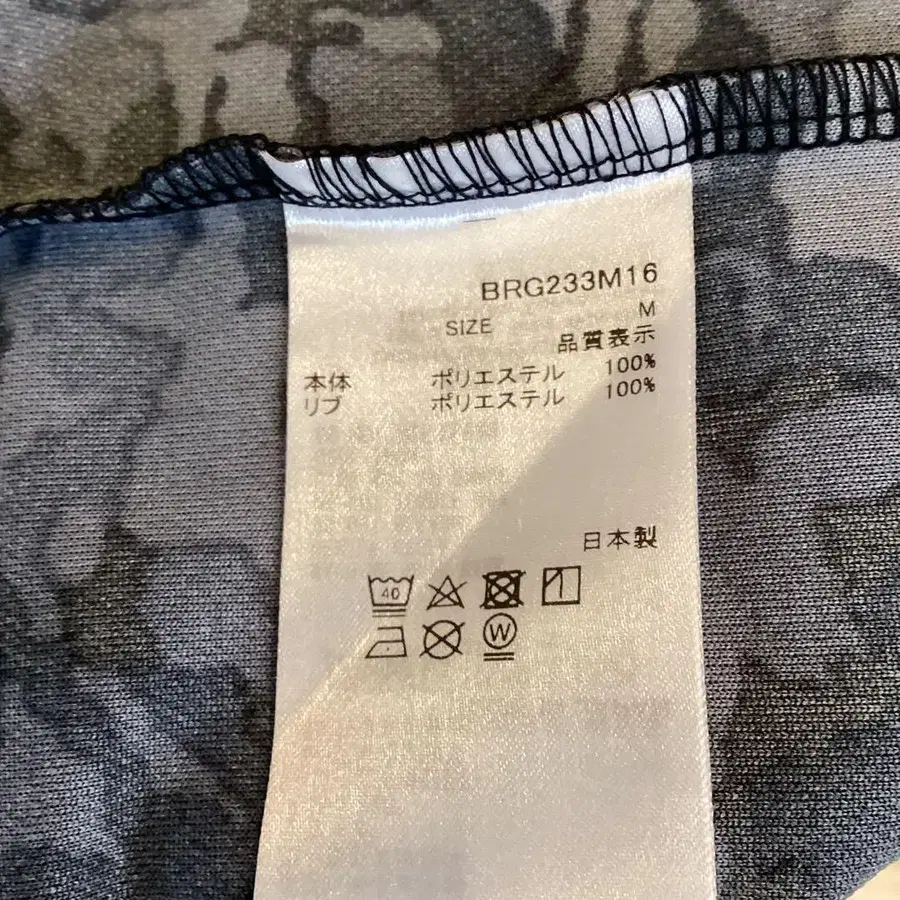 BRG233M16
SIZE M
品質表示
本体 ポリエステル 100%
リブ ポリエステル 100%
日本製
40
W